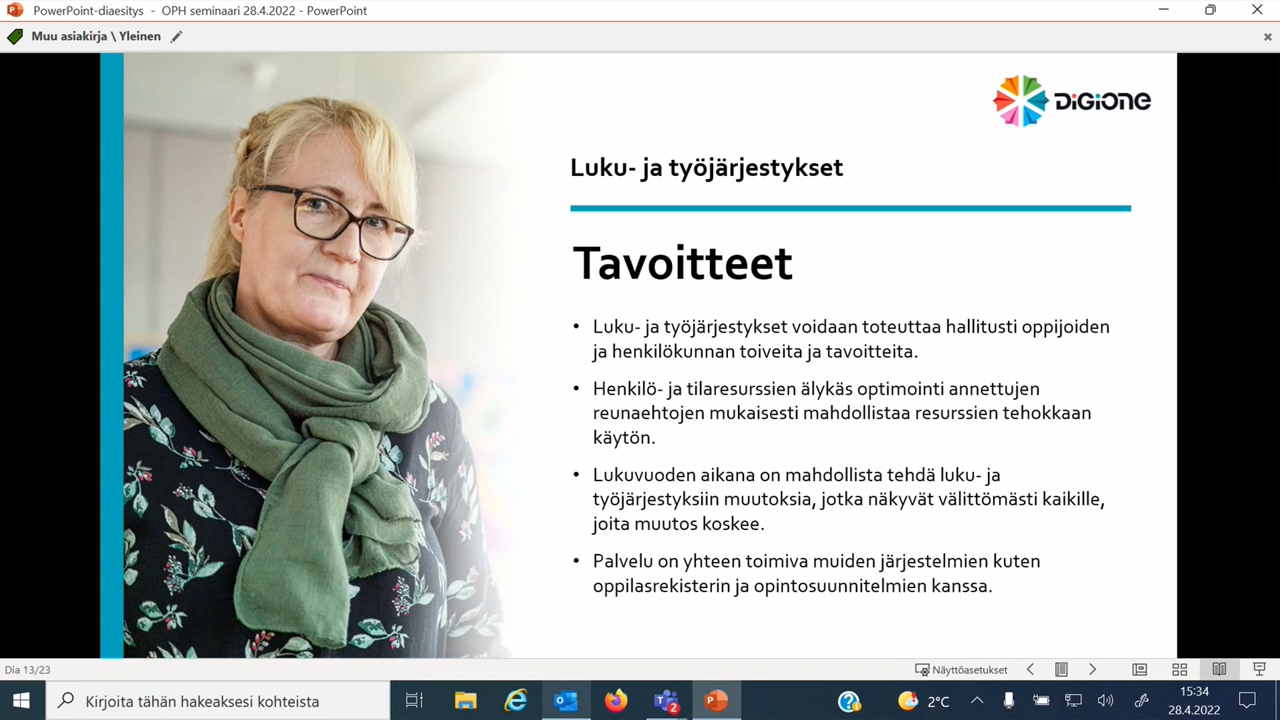 PowerPoint-diaesitys - OPH seminaari 28.4.2022 - PowerPoint
Muu asiakirja \ Yleinen
DIGIONE
Luku- ja työjärjestykset
Tavoitteet
• Luku- ja työjärjestykset voidaan toteuttaa hallitusti oppijoiden
ja henkilökunnan toiveita ja tavoitteita.
• Henkilö- ja tilaresurssien älykäs optimointi annettujen
reunaehtojen mukaisesti mahdollistaa resurssien tehokkaan
käytön.
• Lukuvuoden aikana on mahdollista tehdä luku- ja
työjärjestyksiin muutoksia, jotka näkyvät välittömästi kaikille,
joita muutos koskee.
• Palvelu on yhteen toimiva muiden järjestelmien kuten
oppilasrekisterin ja opintosuunnitelmien kanssa.
Dia 13/23
Näyttöasetukset
Kirjoita tähän hakeaksesi kohteista
2
2°C
15:34
28.4.2022